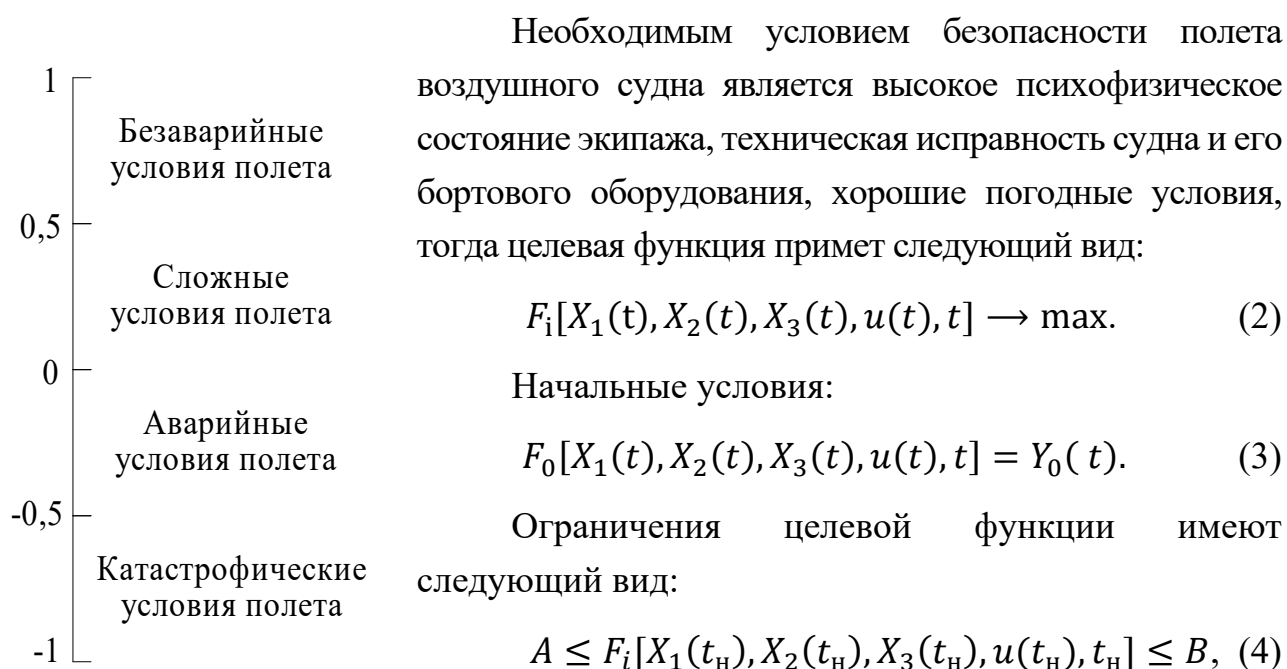 1
Безаварийные
условия полета
0,5
Сложные
условия полета
0
Аварийные
условия полета
-0,5
Катастрофические
условия полета
-1
Необходимым условием безопасности полета
воздушного судна является высокое психофизическое
состояние экипажа, техническая исправность судна и его
бортового оборудования, хорошие погодные условия,
тогда целевая функция примет следующий вид:
F_i[X_1(t), X_2(t), X_3(t), u(t), t] → max. (2)
Начальные условия:
F_0[X_1(t), X_2(t), X_3(t), u(t), t] = Y_0( t). (3)
Ограничения целевой функции имеют
следующий вид:
A ≤ F_i[X_1(t_н), X_2(t_н), X_3(t_н), u(t_н), t_н] ≤ B, (4)